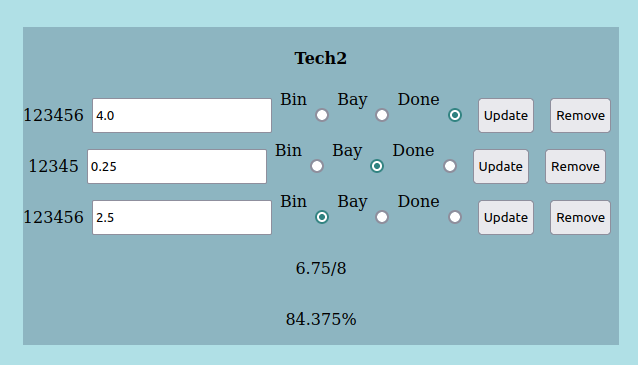 Tech2
123456 4.0 Bin Bay Done Update Remove
12345 0.25 Bin Bay Done Update Remove
123456 2.5 Bin Bay Done Update Remove
6.75/8
84.375%